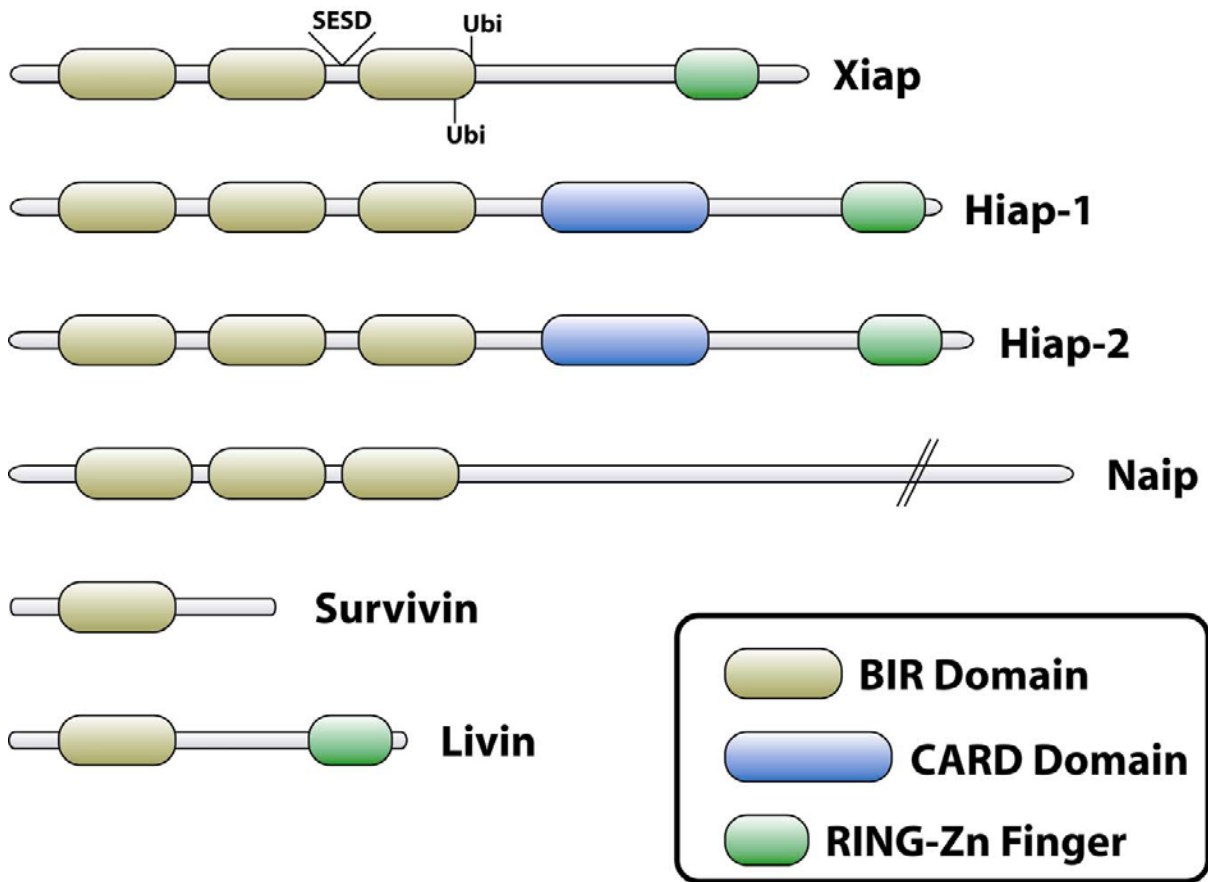 SESD
Ubi
Xiap
Ubi
Hiap-1
Hiap-2
Naip
Survivin
BIR Domain
Livin
CARD Domain
RING-Zn Finger